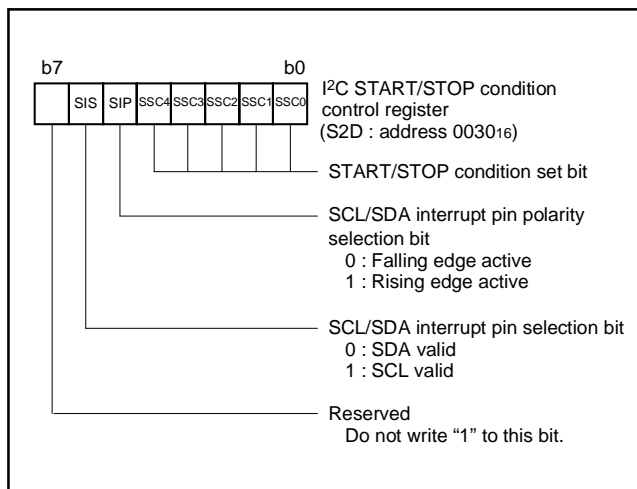 b7 b0
SIS SIP SSC4 SSC3 SSC2 SSC1 SSC0
I²C START/STOP condition
control register
(S2D : address 0030₁₆)
START/STOP condition set bit
SCL/SDA interrupt pin polarity
selection bit
0 : Falling edge active
1 : Rising edge active
SCL/SDA interrupt pin selection bit
0 : SDA valid
1 : SCL valid
Reserved
Do not write “1” to this bit.